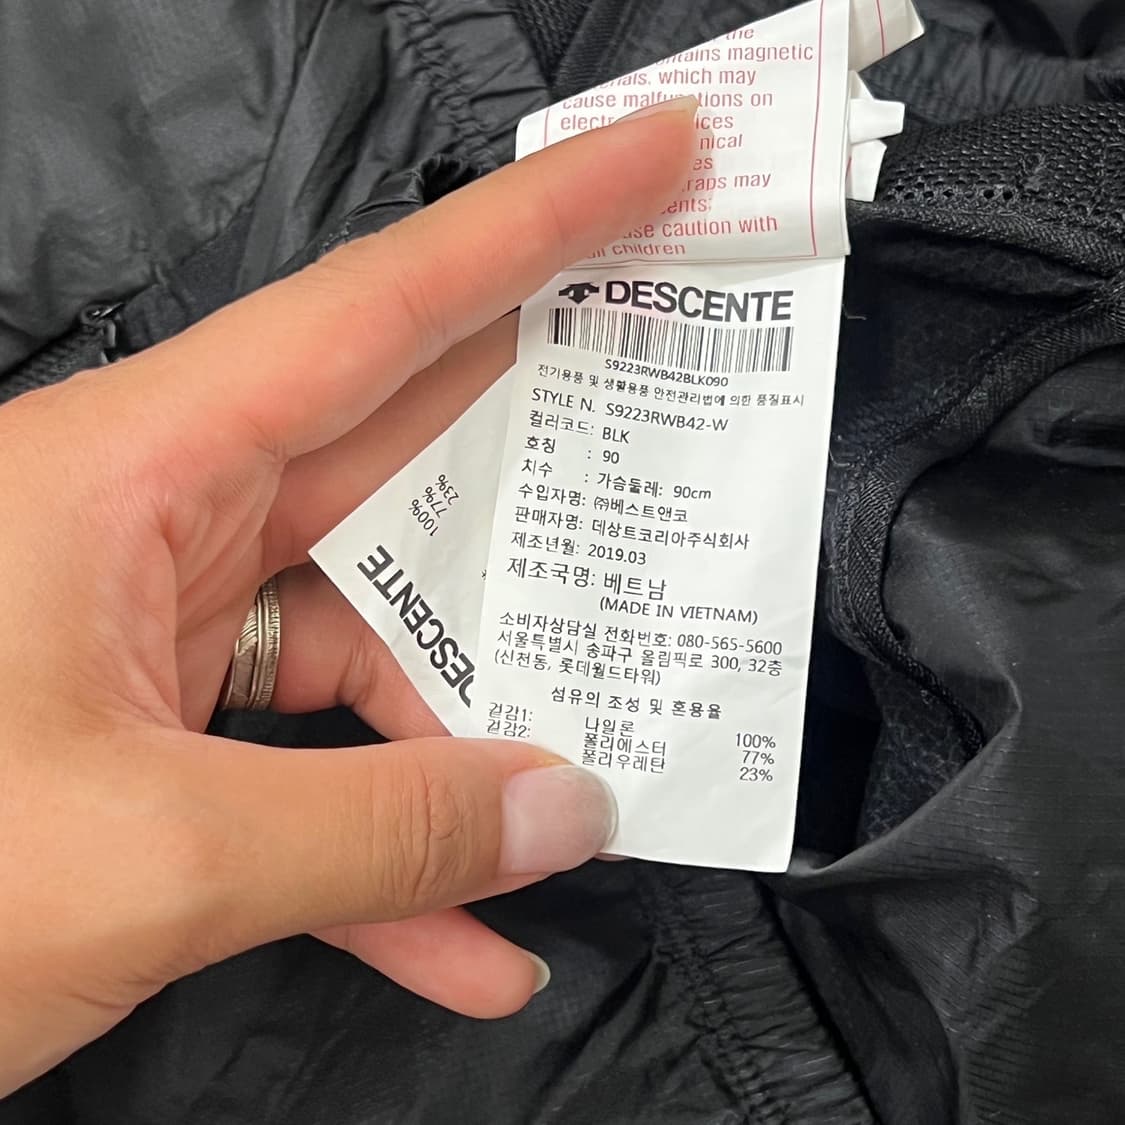 the
magnetic
which may
cause malfunctions on
nical
may
use caution with
children
DESCENTE
S9223RWB42BLK090
전기용품 및 생활용품 안전관리법에 의한 품질표시
STYLE N. S9223RWB42-W
컬러코드: BLK
호칭 : 90
치수 : 가슴둘레: 90cm
수입자명: ㈜베스트앤코
판매자명: 데상트코리아주식회사
제조년월: 2019.03
제조국명: 베트남
(MADE IN VIETNAM)
소비자상담실 전화번호: 080-565-5600
서울특별시 송파구 올림픽로 300, 32층
(신천동, 롯데월드타워)
섬유의 조성 및 혼용율
겉감1: 나일론 100%
겉감2: 폴리에스터 77%
폴리우레탄 23%
100%
77%
23%
DESCENTE